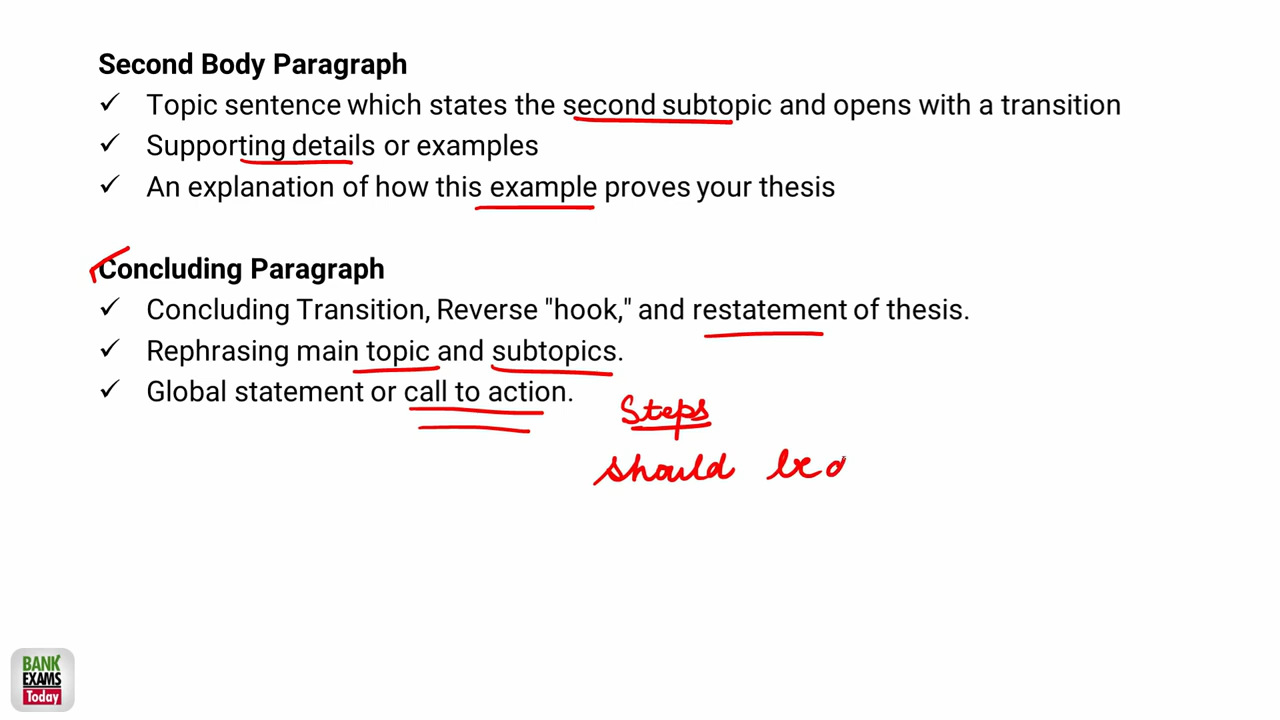 Second Body Paragraph
✓ Topic sentence which states the second subtopic and opens with a transition
✓ Supporting details or examples
✓ An explanation of how this example proves your thesis
Concluding Paragraph
✓ Concluding Transition, Reverse "hook," and restatement of thesis.
✓ Rephrasing main topic and subtopics.
✓ Global statement or call to action.
Steps
should be
BANK
EXAMS
Today